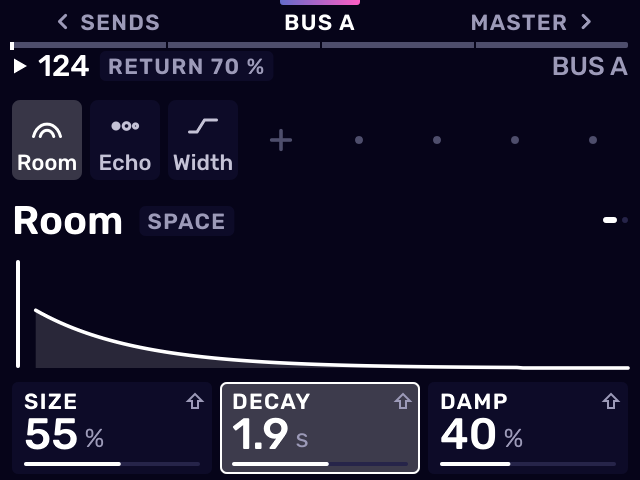 SENDS BUS A MASTER
124 RETURN 70 % BUS A
Room Echo Width
Room SPACE
SIZE DECAY DAMP
55 % 1.9 s 40 %